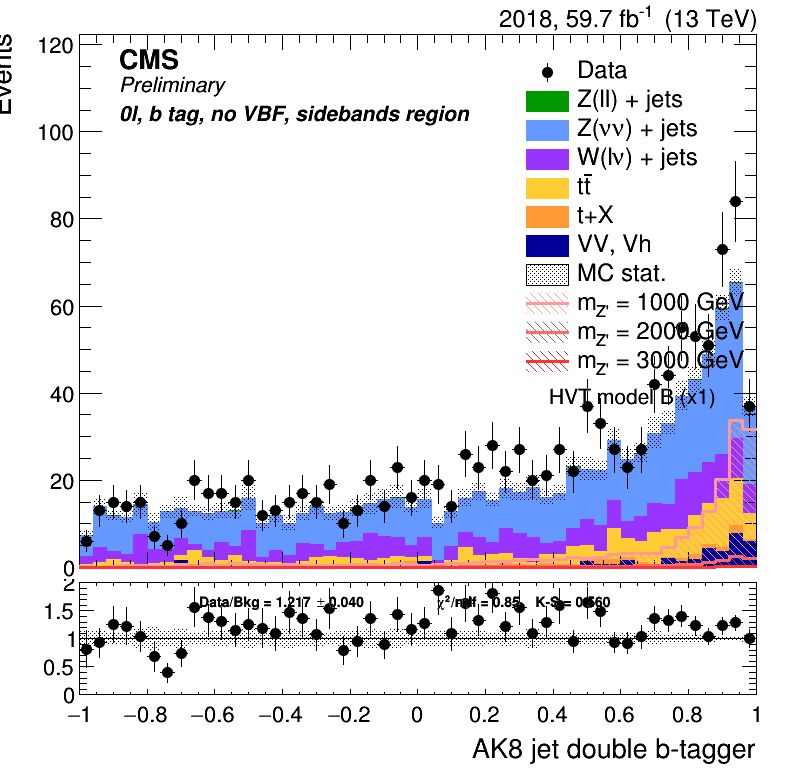 2018, 59.7 fb⁻¹ (13 TeV)
Events
120
100
80
60
40
20
0
CMS
Preliminary
0l, b tag, no VBF, sidebands region
Data
Z(ll) + jets
Z(νν) + jets
W(lν) + jets
tt̄
t+X
VV, Vh
MC stat.
m_Z' = 1000 GeV
m_Z' = 2000 GeV
m_Z' = 3000 GeV
HVT model B (x1)
2
1.5
1
0.5
0
Data/Bkg = 1.217 ± 0.040 χ²/ndf = 0.85 K-S = 0.560
−1 −0.8 −0.6 −0.4 −0.2 0 0.2 0.4 0.6 0.8 1
AK8 jet double b-tagger